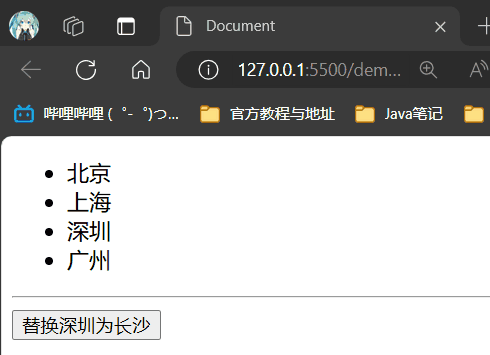 Document
127.0.0.1:5500/dem...
哔哩哔哩 (゜-゜)つ... 官方教程与地址 Java笔记
北京
上海
深圳
广州
替换深圳为长沙